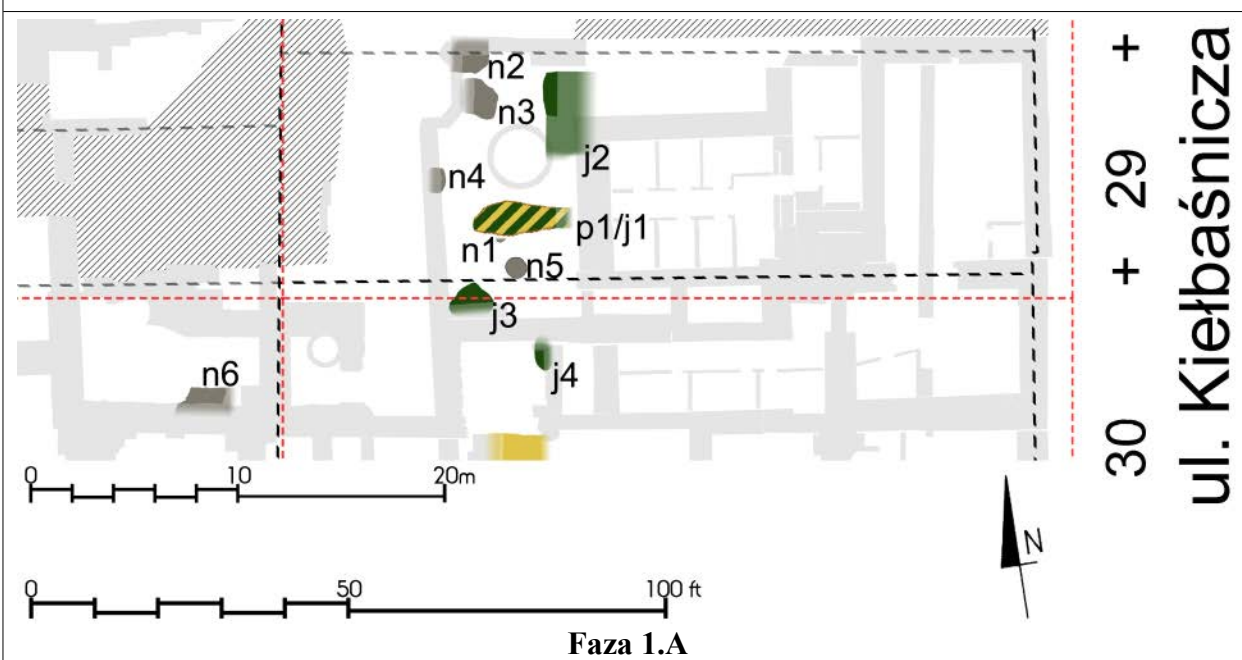 n2
n3
j2
n4
p1/j1
n1
n5
j3
j4
n6
+
29
+
30
ul. Kiełbaśnicza
0 10 20m
N
0 50 100 ft
Faza 1.A